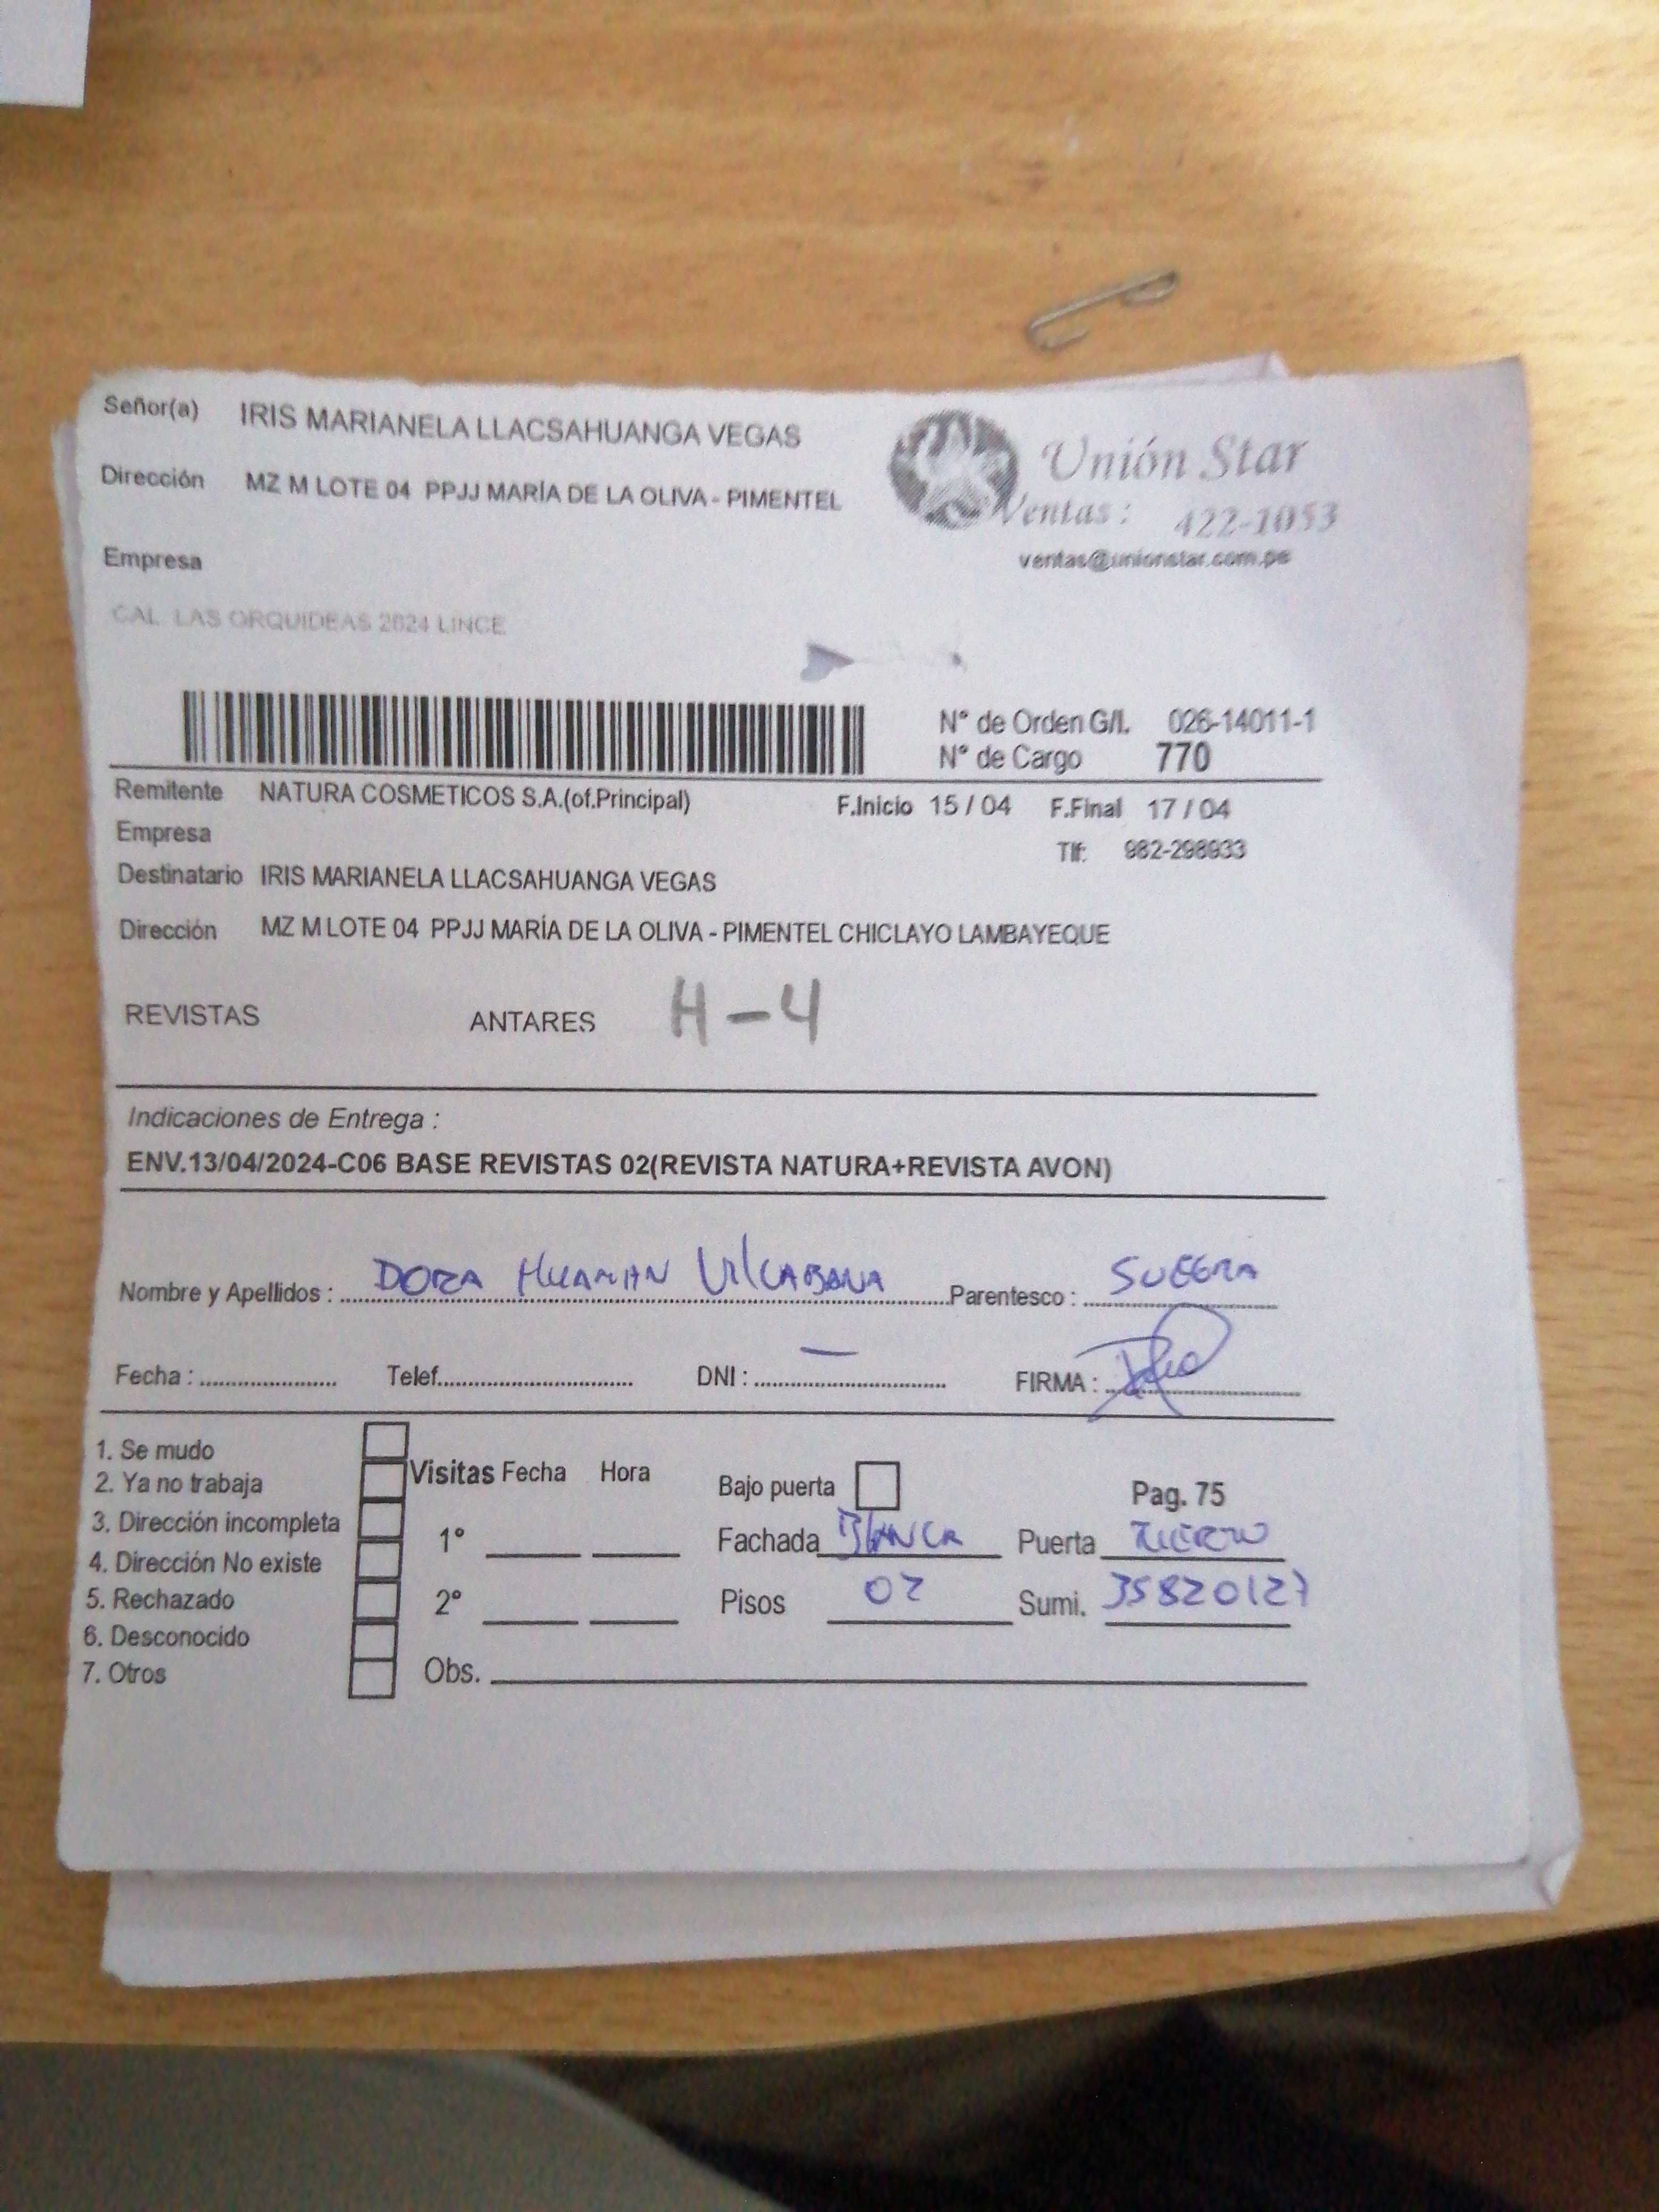 Señor(a) IRIS MARIANELA LLACSAHUANGA VEGAS
Dirección MZ M LOTE 04 PPJJ MARÍA DE LA OLIVA - PIMENTEL
Unión Star
Ventas : 422-1053
ventas@unionstar.com.pe
Empresa
CAL LAS ORQUIDEAS 2624 LINCE
N° de Orden G/l. 026-14011-1
N° de Cargo 770
Remitente NATURA COSMETICOS S.A.(of.Principal) F.Inicio 15 / 04 F.Final 17 / 04
Empresa Tlf: 982-298933
Destinatario IRIS MARIANELA LLACSAHUANGA VEGAS
Dirección MZ M LOTE 04 PPJJ MARÍA DE LA OLIVA - PIMENTEL CHICLAYO LAMBAYEQUE
REVISTAS ANTARES H-4
Indicaciones de Entrega :
ENV.13/04/2024-C06 BASE REVISTAS 02(REVISTA NATURA+REVISTA AVON)
Nombre y Apellidos : DORA HUAMAN VILCABANA Parentesco : SUEGRA
Fecha : Telef. DNI : — FIRMA :
1. Se mudo
2. Ya no trabaja
3. Dirección incompleta
4. Dirección No existe
5. Rechazado
6. Desconocido
7. Otros
Visitas Fecha Hora
1°
2°
Obs.
Bajo puerta Pag. 75
Fachada BLANCA Puerta
Pisos 02 Sumi. 35820127